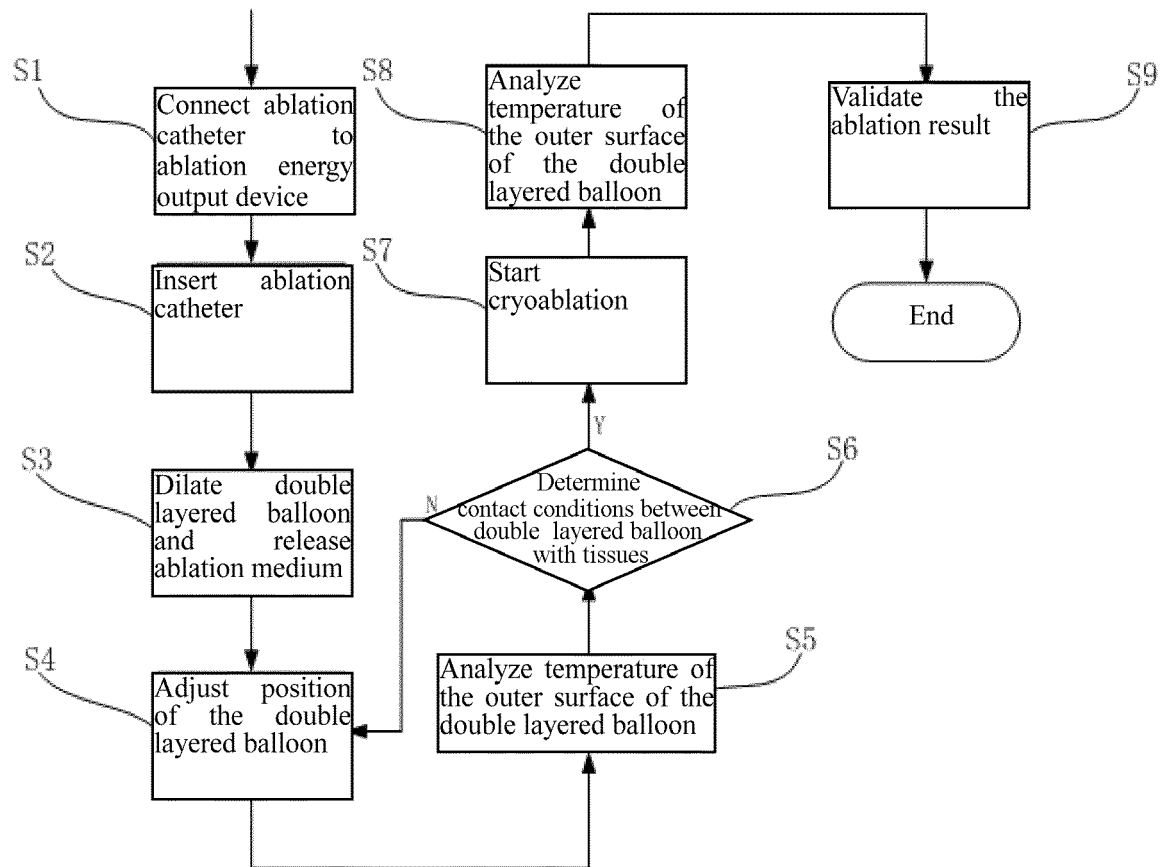 S1
Connect ablation
catheter to
ablation energy
output device
S2
Insert ablation
catheter
S3
Dilate double
layered balloon
and release
ablation medium
S4
Adjust position
of the double
layered balloon
S5
Analyze temperature of
the outer surface of the
double layered balloon
S6
Determine
contact conditions between
double layered balloon
with tissues
N
Y
S7
Start
cryoablation
S8
Analyze
temperature of
the outer surface
of the double
layered balloon
S9
Validate the
ablation result
End